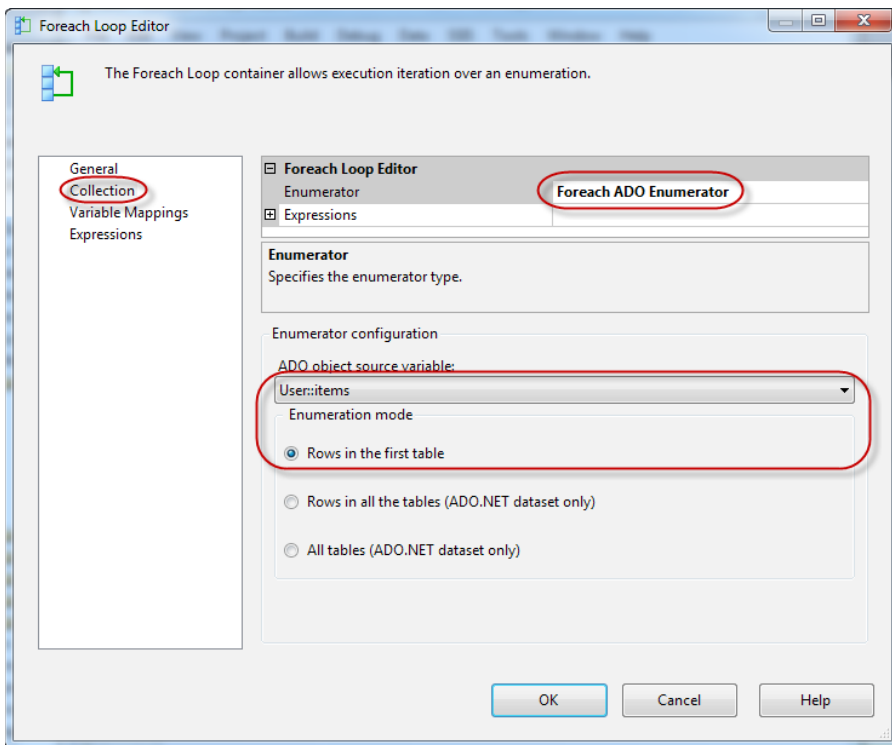 Foreach Loop Editor
The Foreach Loop container allows execution iteration over an enumeration.
General
Collection
Variable Mappings
Expressions
Foreach Loop Editor
Enumerator Foreach ADO Enumerator
Expressions
Enumerator
Specifies the enumerator type.
Enumerator configuration
ADO object source variable:
User::items
Enumeration mode
Rows in the first table
Rows in all the tables (ADO.NET dataset only)
All tables (ADO.NET dataset only)
OK Cancel Help